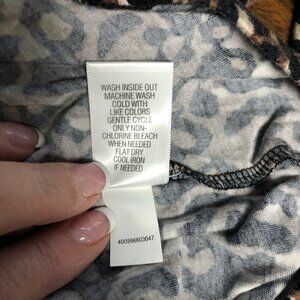 WASH INSIDE OUT
MACHINE WASH
COLD WITH
LIKE COLORS
GENTLE CYCLE
ONLY NON-
CHLORINE BLEACH
WHEN NEEDED
FLAT DRY
COOL IRON
IF NEEDED
400996603047